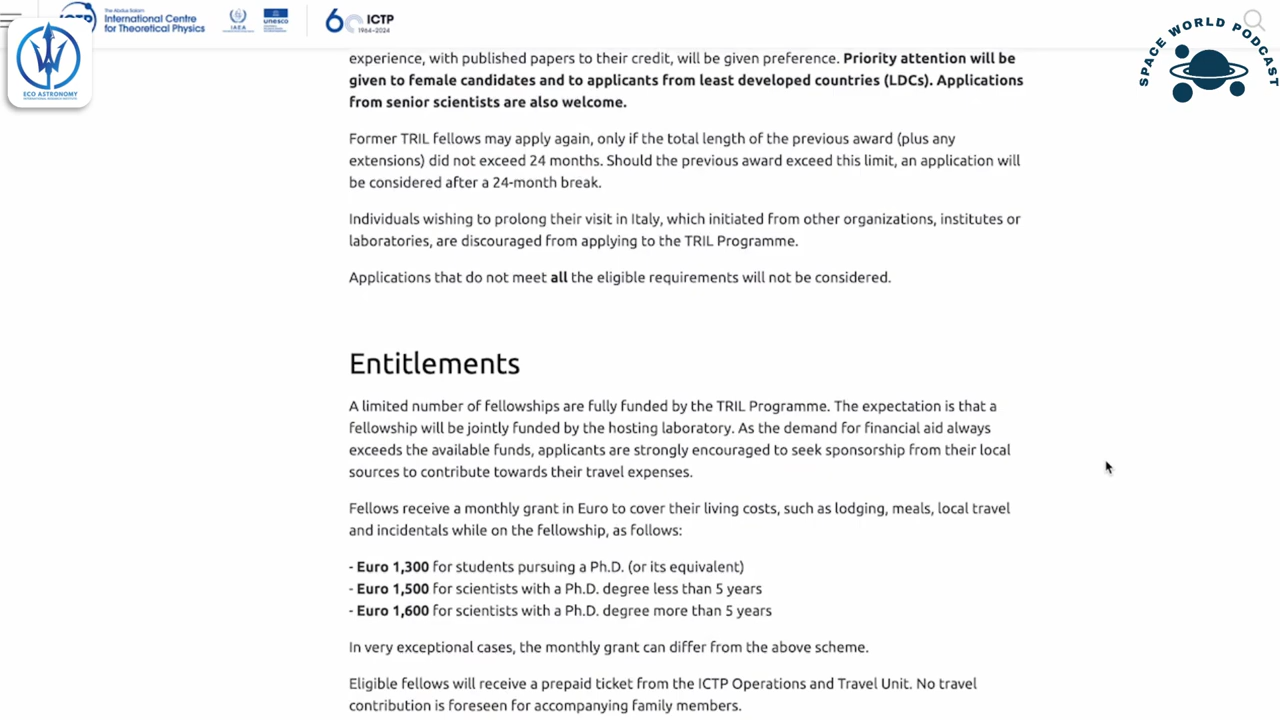 The Abdus Salam
International Centre
for Theoretical Physics
IAEA
unesco
60 ICTP
1964–2024
ECO ASTRONOMY
SPACE WORLD PODCAST
experience, with published papers to their credit, will be given preference. Priority attention will be
given to female candidates and to applicants from least developed countries (LDCs). Applications
from senior scientists are also welcome.
Former TRIL fellows may apply again, only if the total length of the previous award (plus any
extensions) did not exceed 24 months. Should the previous award exceed this limit, an application will
be considered after a 24-month break.
Individuals wishing to prolong their visit in Italy, which initiated from other organizations, institutes or
laboratories, are discouraged from applying to the TRIL Programme.
Applications that do not meet all the eligible requirements will not be considered.
Entitlements
A limited number of fellowships are fully funded by the TRIL Programme. The expectation is that a
fellowship will be jointly funded by the hosting laboratory. As the demand for financial aid always
exceeds the available funds, applicants are strongly encouraged to seek sponsorship from their local
sources to contribute towards their travel expenses.
Fellows receive a monthly grant in Euro to cover their living costs, such as lodging, meals, local travel
and incidentals while on the fellowship, as follows:
- Euro 1,300 for students pursuing a Ph.D. (or its equivalent)
- Euro 1,500 for scientists with a Ph.D. degree less than 5 years
- Euro 1,600 for scientists with a Ph.D. degree more than 5 years
In very exceptional cases, the monthly grant can differ from the above scheme.
Eligible fellows will receive a prepaid ticket from the ICTP Operations and Travel Unit. No travel
contribution is foreseen for accompanying family members.